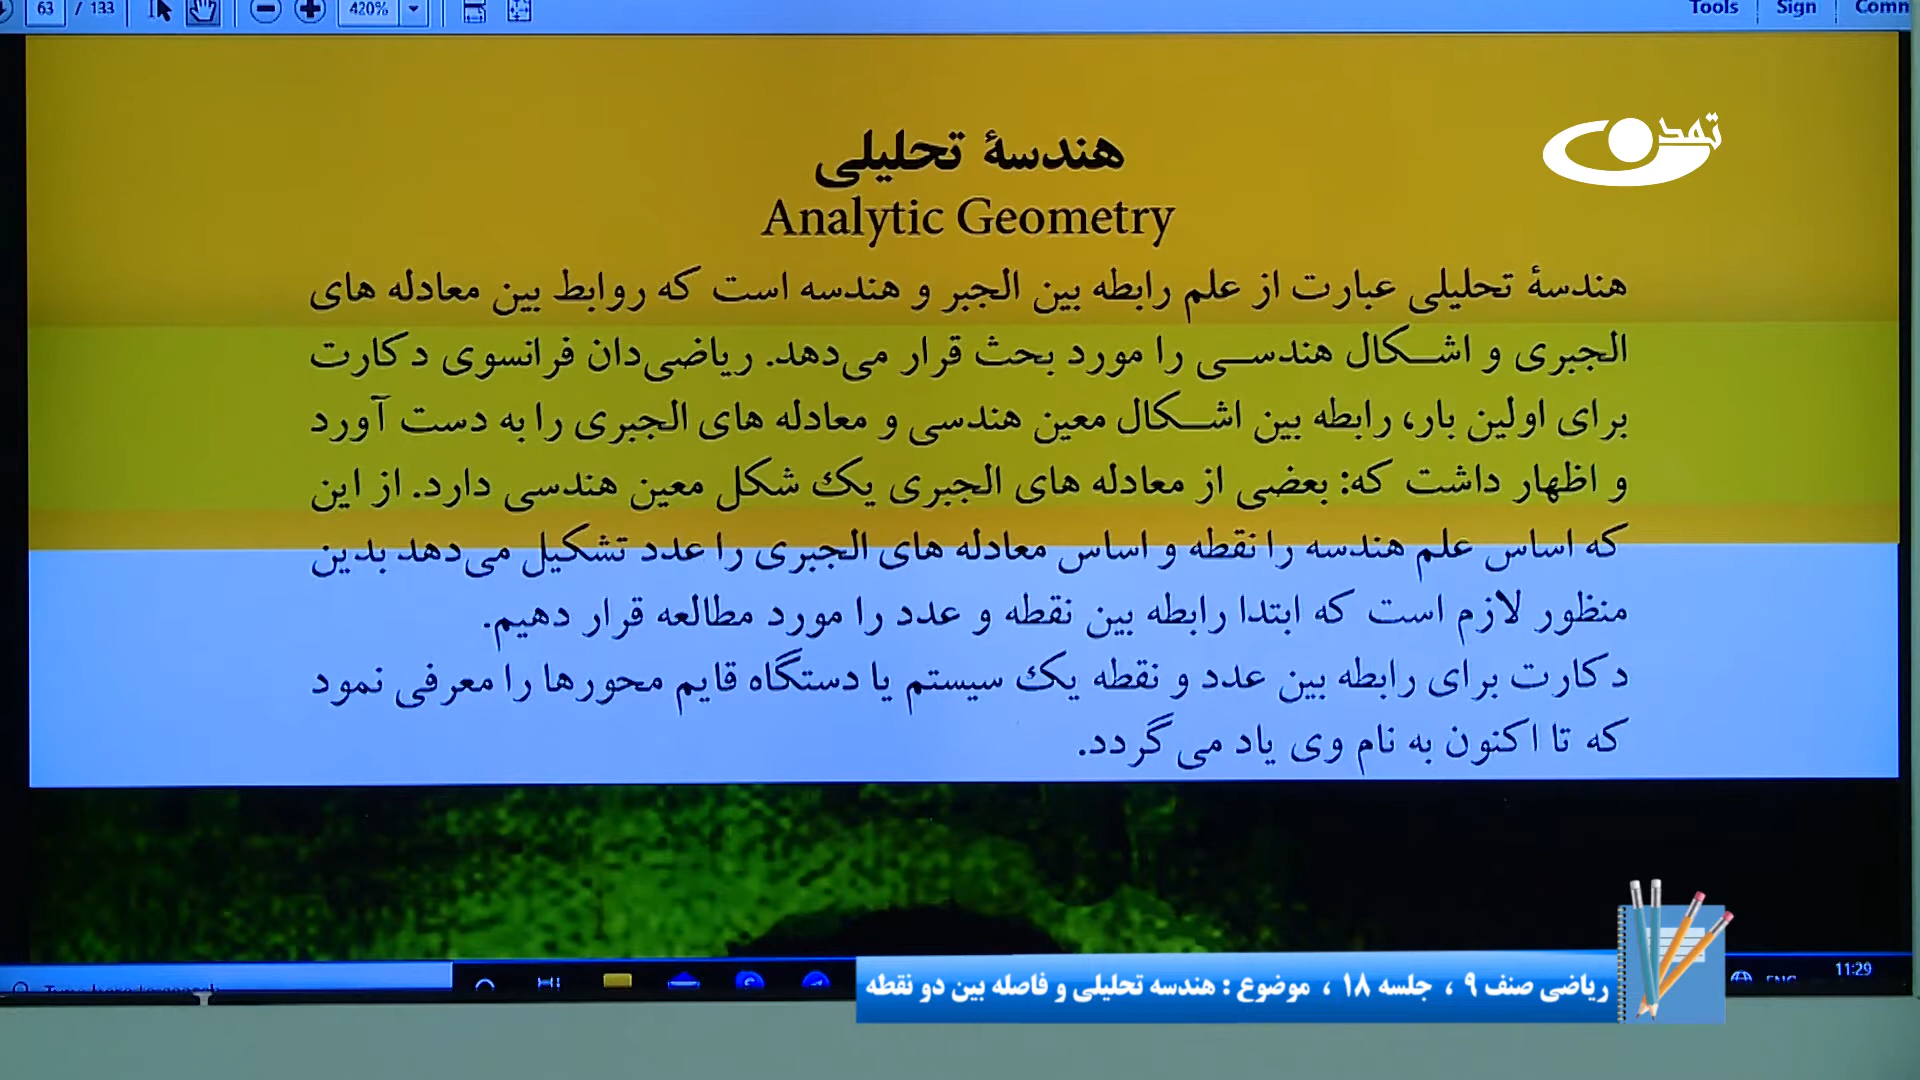 63 / 133
420%
Tools
Sign
تمدن
هندسهٔ تحلیلی
Analytic Geometry
هندسهٔ تحلیلی عبارت از علم رابطه بین الجبر و هندسه است که روابط بین معادله های
الجبری و اشکال هندسی را مورد بحث قرار می‌دهد. ریاضی‌دان فرانسوی دکارت
برای اولین بار، رابطه بین اشکال معین هندسی و معادله های الجبری را به دست آورد
و اظهار داشت که: بعضی از معادله های الجبری یک شکل معین هندسی دارد. از این
که اساس علم هندسه را نقطه و اساس معادله های الجبری را عدد تشکیل می‌دهد بدین
منظور لازم است که ابتدا رابطه بین نقطه و عدد را مورد مطالعه قرار دهیم.
دکارت برای رابطه بین عدد و نقطه یک سیستم یا دستگاه قایم محورها را معرفی نمود
که تا اکنون به نام وی یاد می گردد.
11:29
ریاضی صنف ۹ ، جلسه ۱۸ ، موضوع : هندسه تحلیلی و فاصله بین دو نقطه